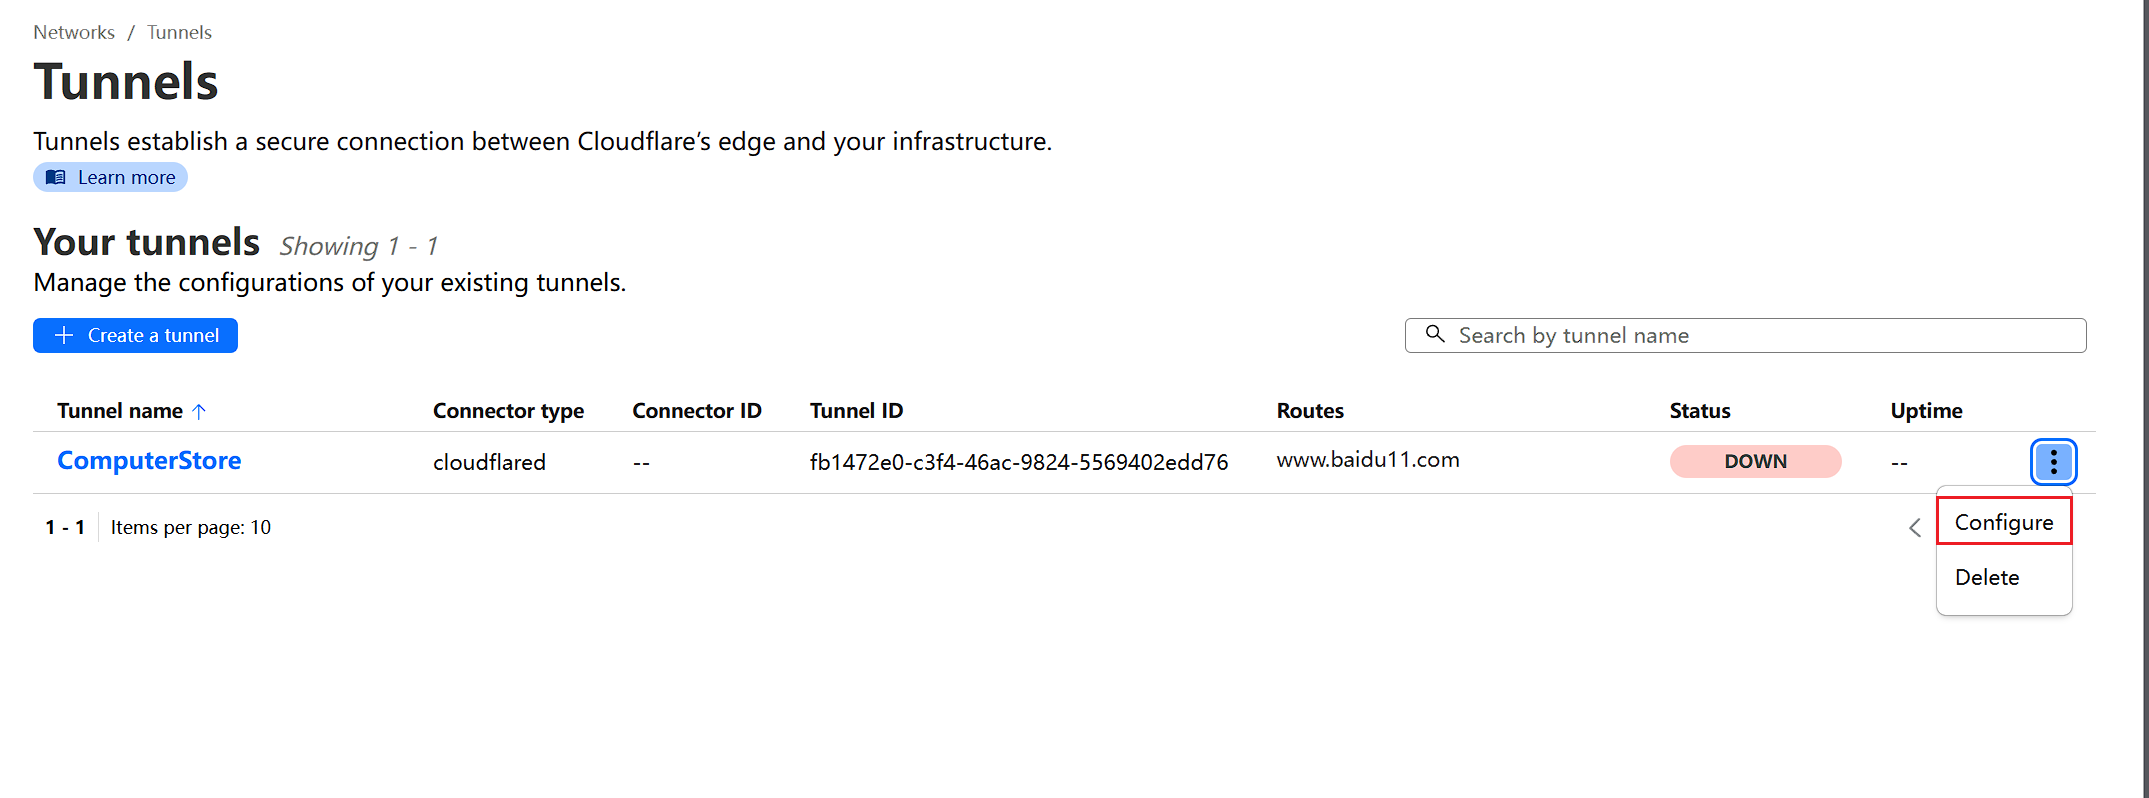 Networks / Tunnels
Tunnels
Tunnels establish a secure connection between Cloudflare’s edge and your infrastructure.
Learn more
Your tunnels Showing 1 - 1
Manage the configurations of your existing tunnels.
Create a tunnel
Search by tunnel name
Tunnel name ↑ Connector type Connector ID Tunnel ID Routes Status Uptime
ComputerStore cloudflared -- fb1472e0-c3f4-46ac-9824-5569402edd76 www.baidu11.com DOWN --
1 - 1 Items per page: 10
Configure
Delete